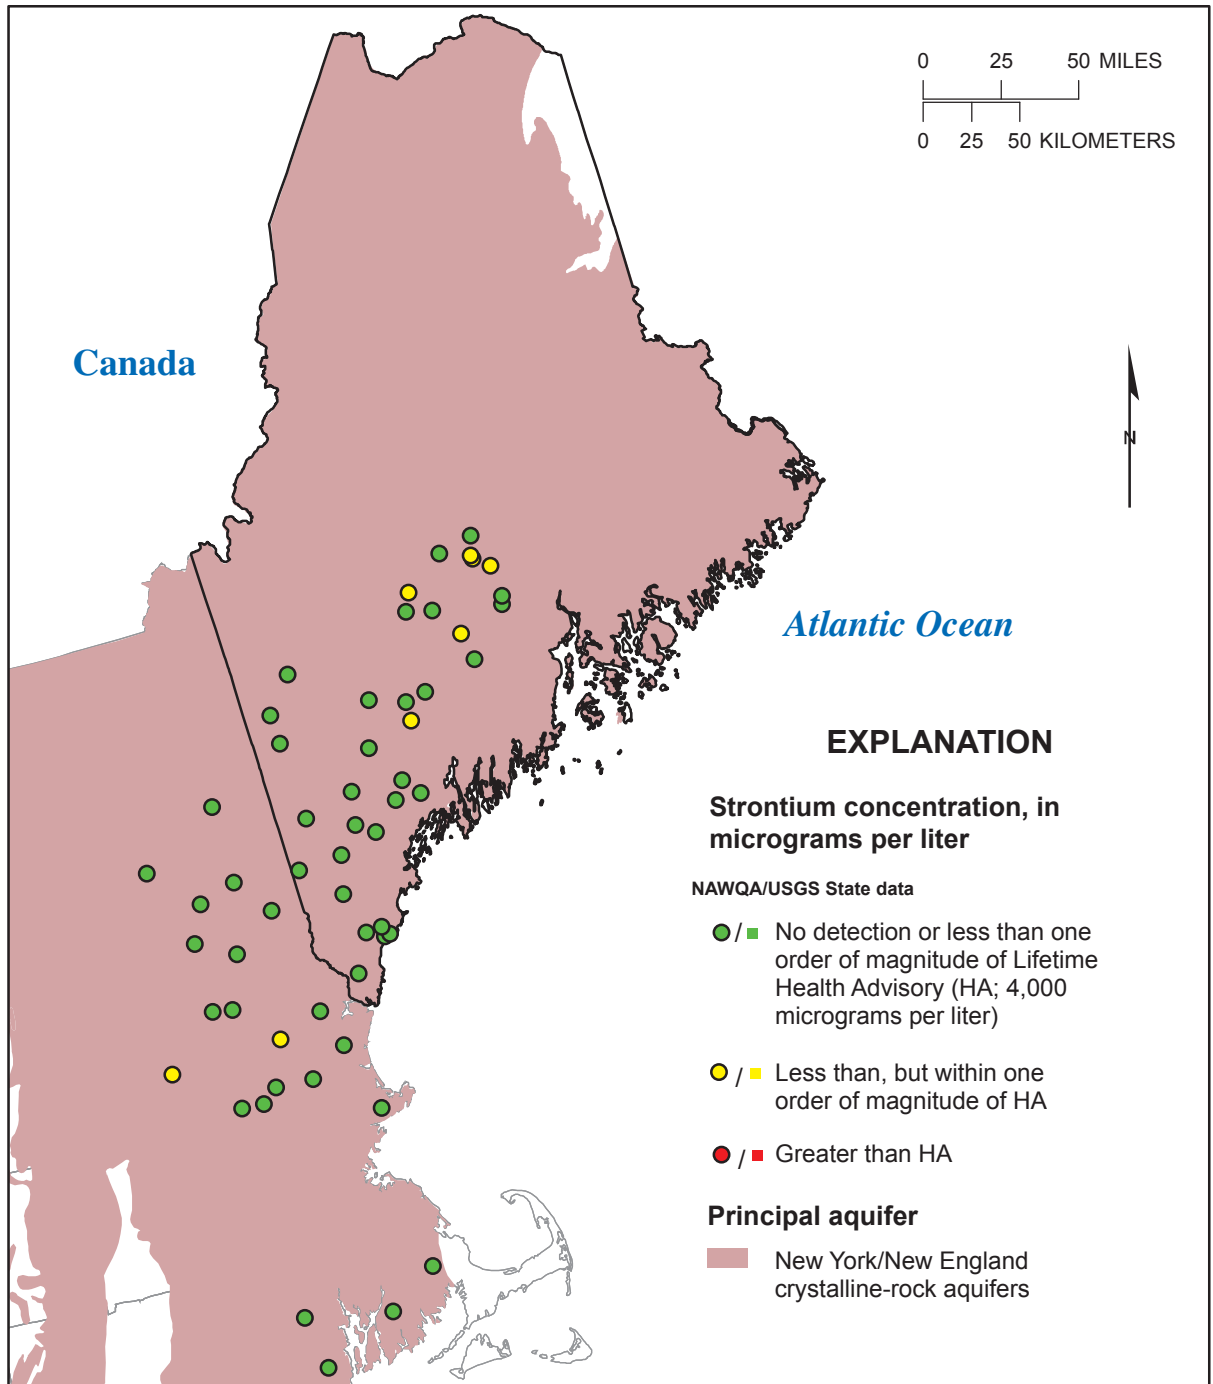 0 25 50 MILES
0 25 50 KILOMETERS
Canada
N
Atlantic Ocean
EXPLANATION
Strontium concentration, in
micrograms per liter
NAWQA/USGS State data
/ No detection or less than one
order of magnitude of Lifetime
Health Advisory (HA; 4,000
micrograms per liter)
/ Less than, but within one
order of magnitude of HA
/ Greater than HA
Principal aquifer
New York/New England
crystalline-rock aquifers